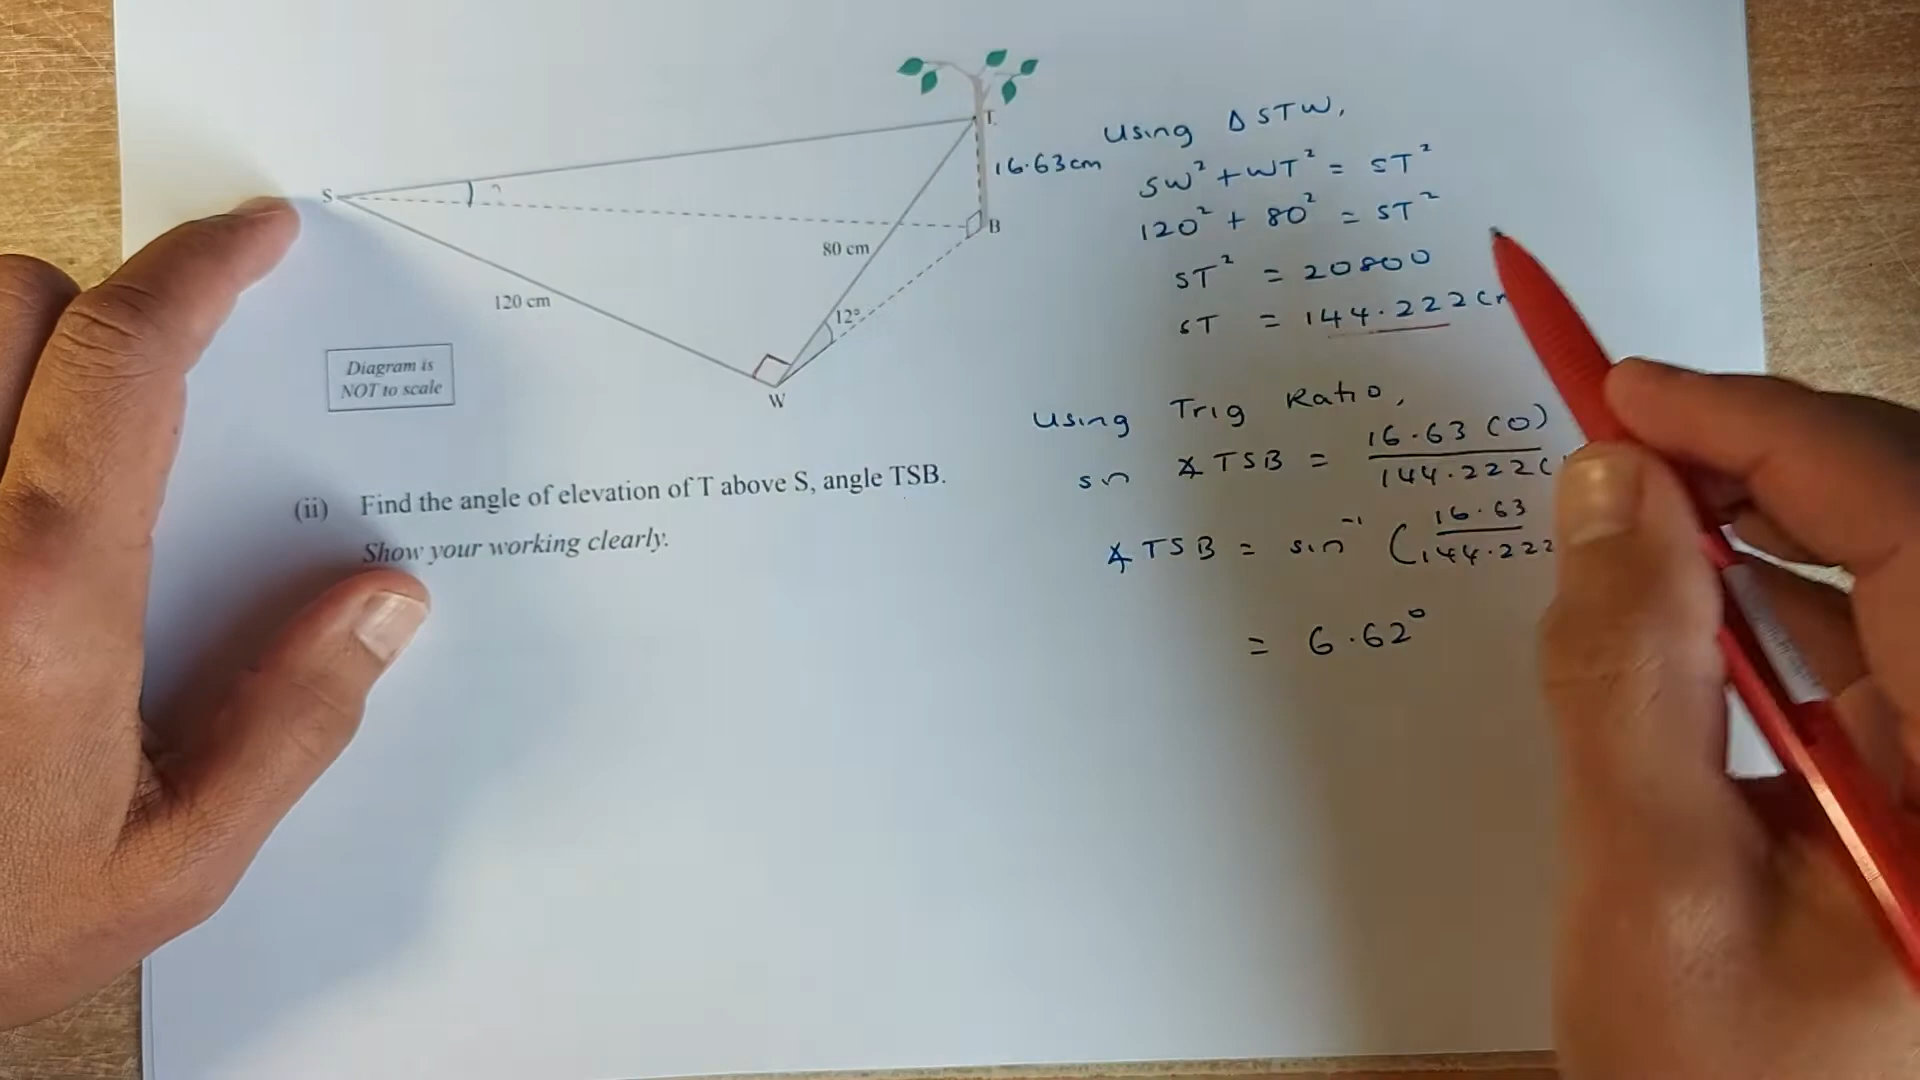 T
16.63cm
S
?
B
80 cm
120 cm
12°
Diagram is
NOT to scale
W
(ii) Find the angle of elevation of T above S, angle TSB.
Show your working clearly.
Using Δ STW,
SW² + WT² = ST²
120² + 80² = ST²
ST² = 20800
ST = 144.222
Using Trig Ratio,
sin ∡TSB = 16.63 (O) / 144.222
∡TSB = sin⁻¹ (16.63 / 144.222
= 6.62°